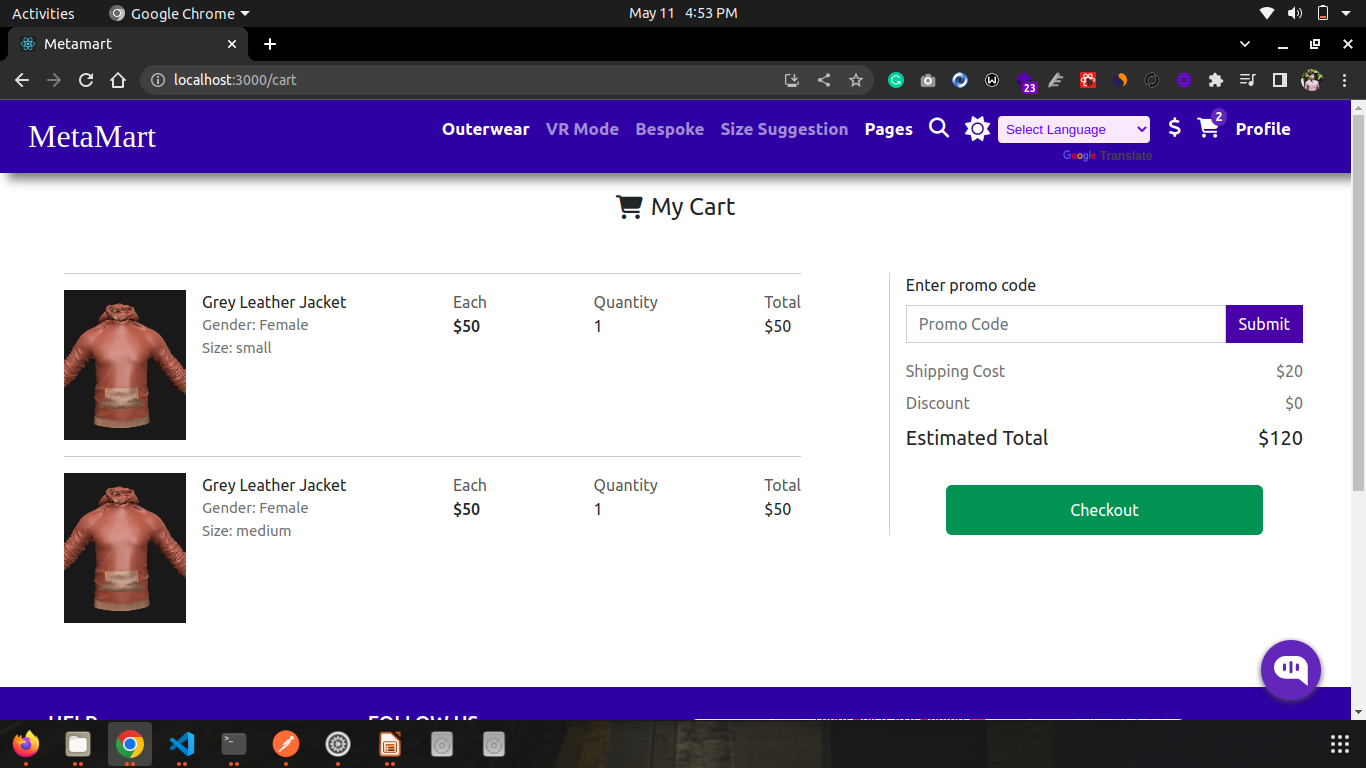 Activities
Google Chrome
May 11 4:53 PM
Metamart
localhost:3000/cart
23
MetaMart
Outerwear
VR Mode
Bespoke
Size Suggestion
Pages
Select Language
$
2
Profile
Google Translate
My Cart
Grey Leather Jacket
Gender: Female
Size: small
Each
$50
Quantity
1
Total
$50
Grey Leather Jacket
Gender: Female
Size: medium
Each
$50
Quantity
1
Total
$50
Enter promo code
Promo Code
Submit
Shipping Cost $20
Discount $0
Estimated Total $120
Checkout
HELP
FOLLOW US